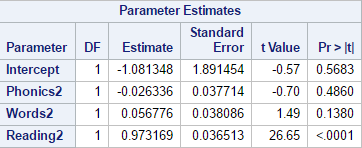 Parameter Estimates
Parameter DF Estimate Standard Error t Value Pr > |t|
Intercept 1 -1.081348 1.891454 -0.57 0.5683
Phonics2 1 -0.026336 0.037714 -0.70 0.4860
Words2 1 0.056776 0.038086 1.49 0.1380
Reading2 1 0.973169 0.036513 26.65 <.0001